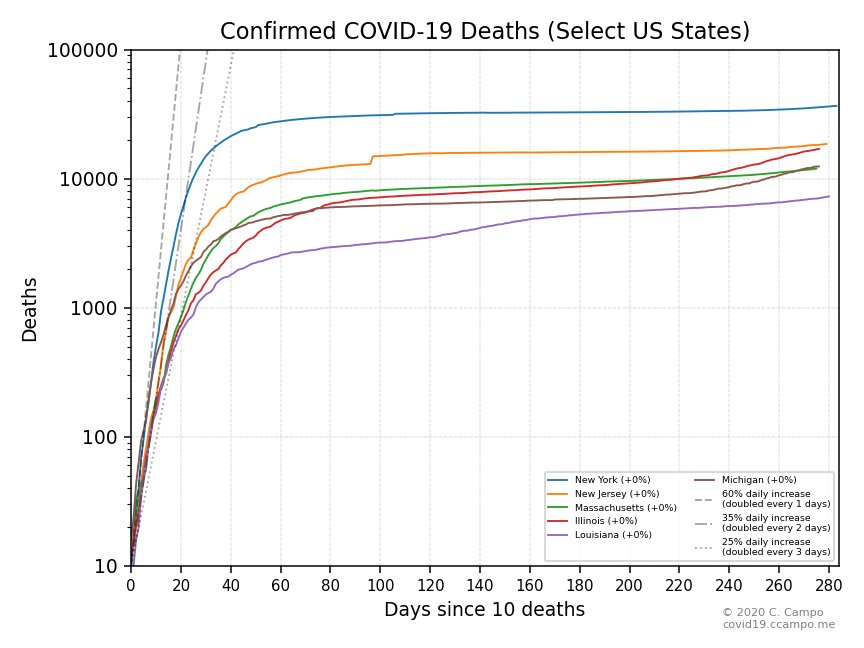 Confirmed COVID-19 Deaths (Select US States)
100000
10000
1000
100
10
Deaths
0 20 40 60 80 100 120 140 160 180 200 220 240 260 280
Days since 10 deaths
New York (+0%)
New Jersey (+0%)
Massachusetts (+0%)
Illinois (+0%)
Louisiana (+0%)
Michigan (+0%)
60% daily increase
(doubled every 1 days)
35% daily increase
(doubled every 2 days)
25% daily increase
(doubled every 3 days)
© 2020 C. Campo
covid19.ccampo.me